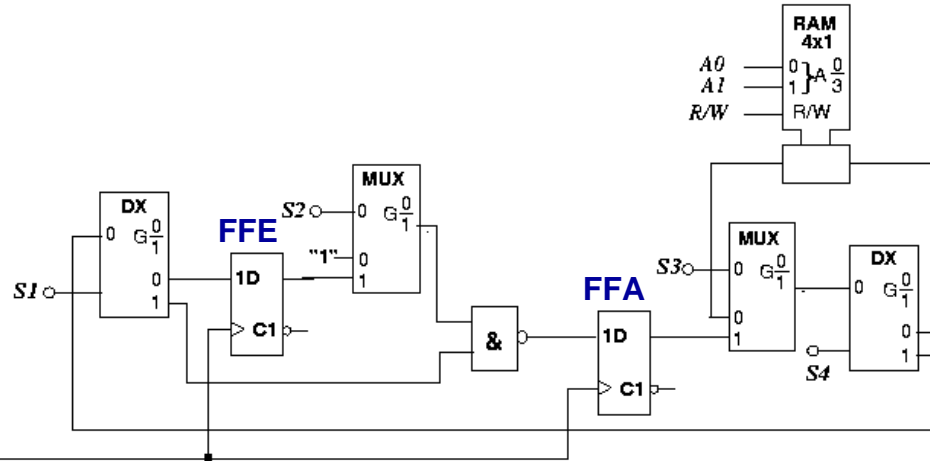 RAM
4x1
A0
0
A1
1
} A 0/3
R/W
R/W
MUX
S2
0
G 0/1
"1"
0
1
DX
0
G 0/1
0
1
S1
FFE
1D
C1
&
FFA
1D
C1
MUX
S3
0
G 0/1
0
1
DX
0
G 0/1
0
1
S4